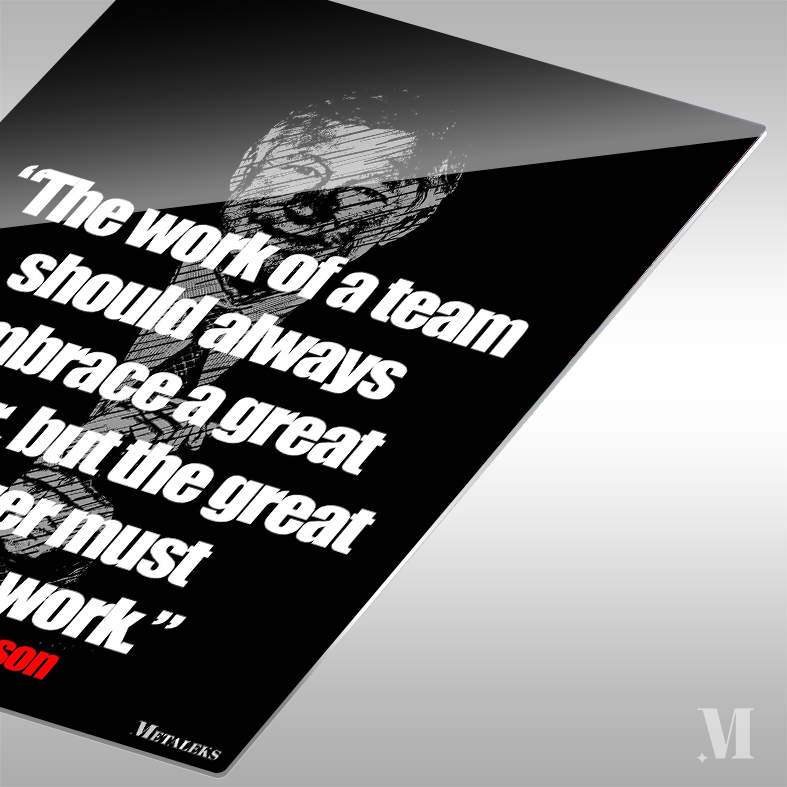 “The work of a team
should always
mbrace a great
but the great
er must
work.”
son
METALEKS
M